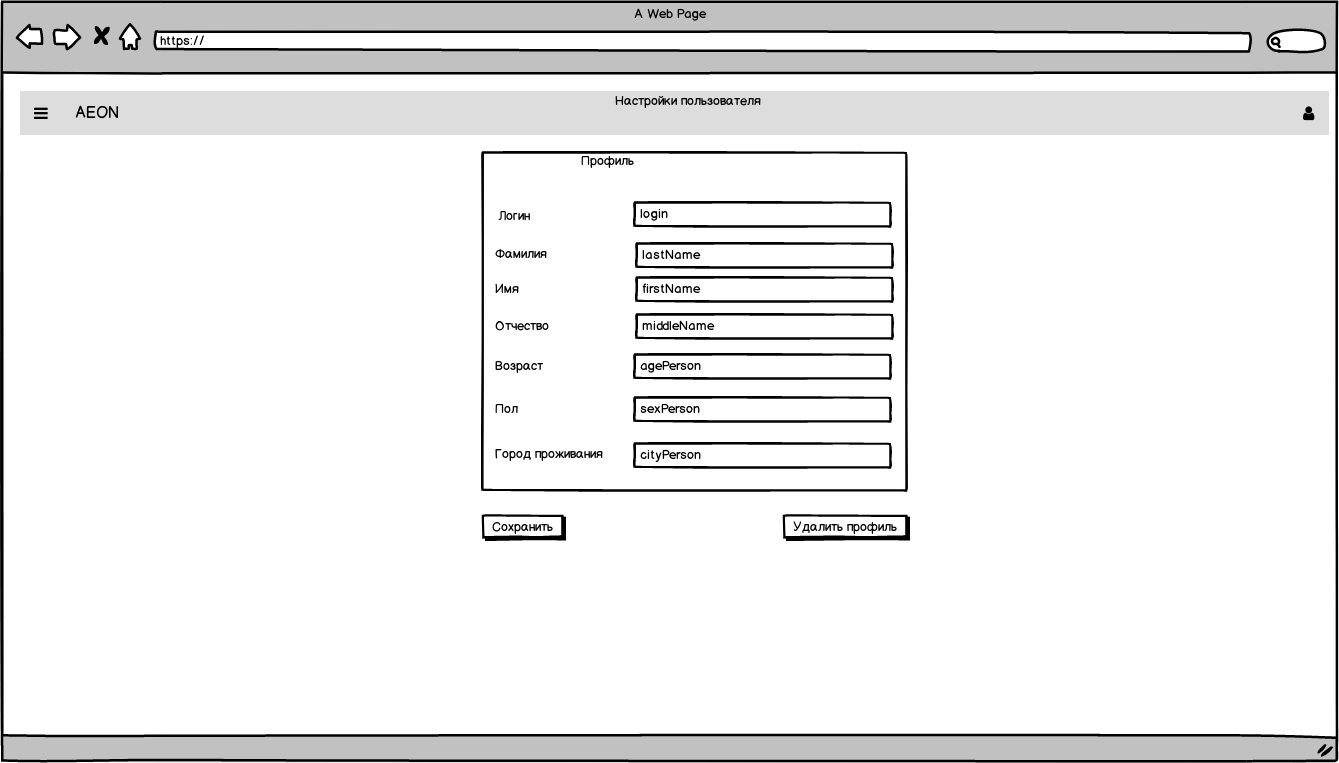 A Web Page
https://
AEON
Настройки пользователя
Профиль
Логин login
Фамилия lastName
Имя firstName
Отчество middleName
Возраст agePerson
Пол sexPerson
Город проживания cityPerson
Сохранить Удалить профиль